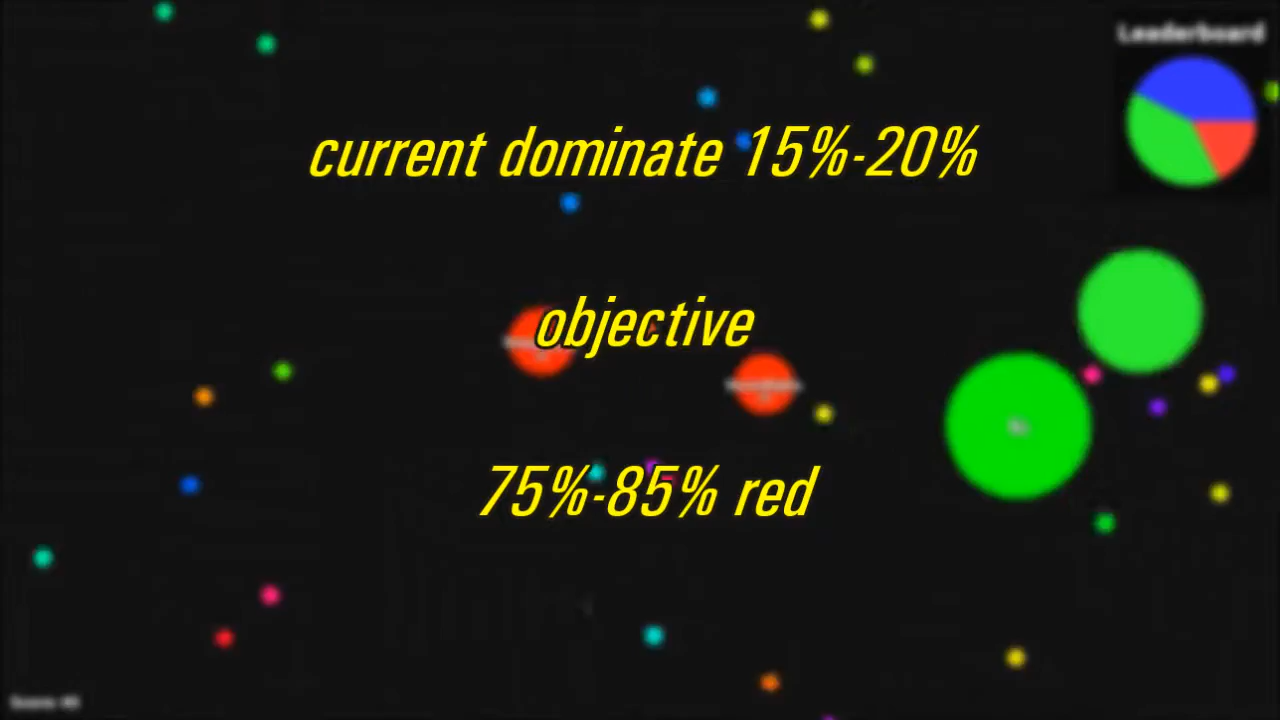 Leaderboard
current dominate 15%-20%
objective
75%-85% red